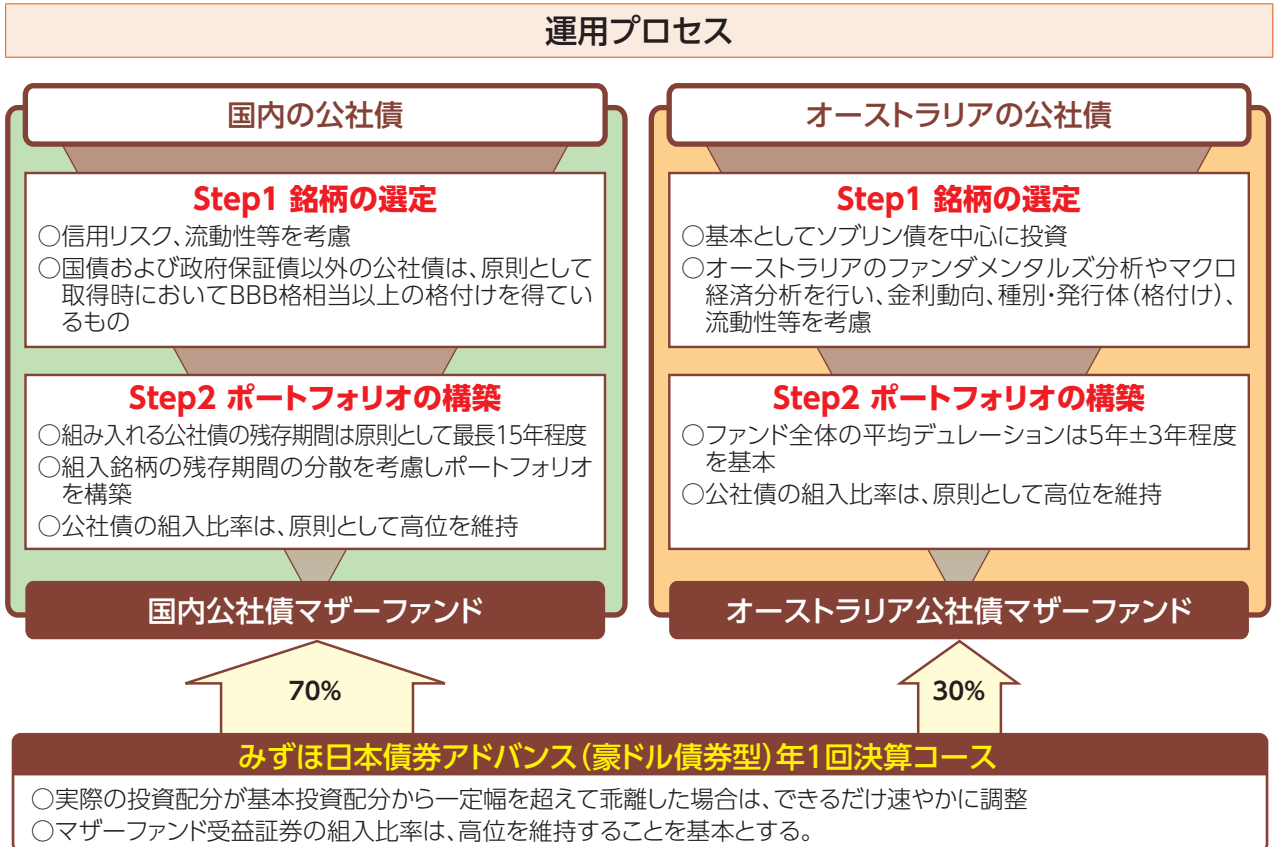 運用プロセス
国内の公社債
Step1 銘柄の選定
○信用リスク、流動性等を考慮
○国債および政府保証債以外の公社債は、原則として
取得時においてBBB格相当以上の格付けを得てい
るもの
Step2 ポートフォリオの構築
○組み入れる公社債の残存期間は原則として最長15年程度
○組入銘柄の残存期間の分散を考慮しポートフォリオ
を構築
○公社債の組入比率は、原則として高位を維持
国内公社債マザーファンド
70%
オーストラリアの公社債
Step1 銘柄の選定
○基本としてソブリン債を中心に投資
○オーストラリアのファンダメンタルズ分析やマクロ
経済分析を行い、金利動向、種別・発行体（格付け）、
流動性等を考慮
Step2 ポートフォリオの構築
○ファンド全体の平均デュレーションは5年±3年程度
を基本
○公社債の組入比率は、原則として高位を維持
オーストラリア公社債マザーファンド
30%
みずほ日本債券アドバンス（豪ドル債券型）年1回決算コース
○実際の投資配分が基本投資配分から一定幅を超えて乖離した場合は、できるだけ速やかに調整
○マザーファンド受益証券の組入比率は、高位を維持することを基本とする。